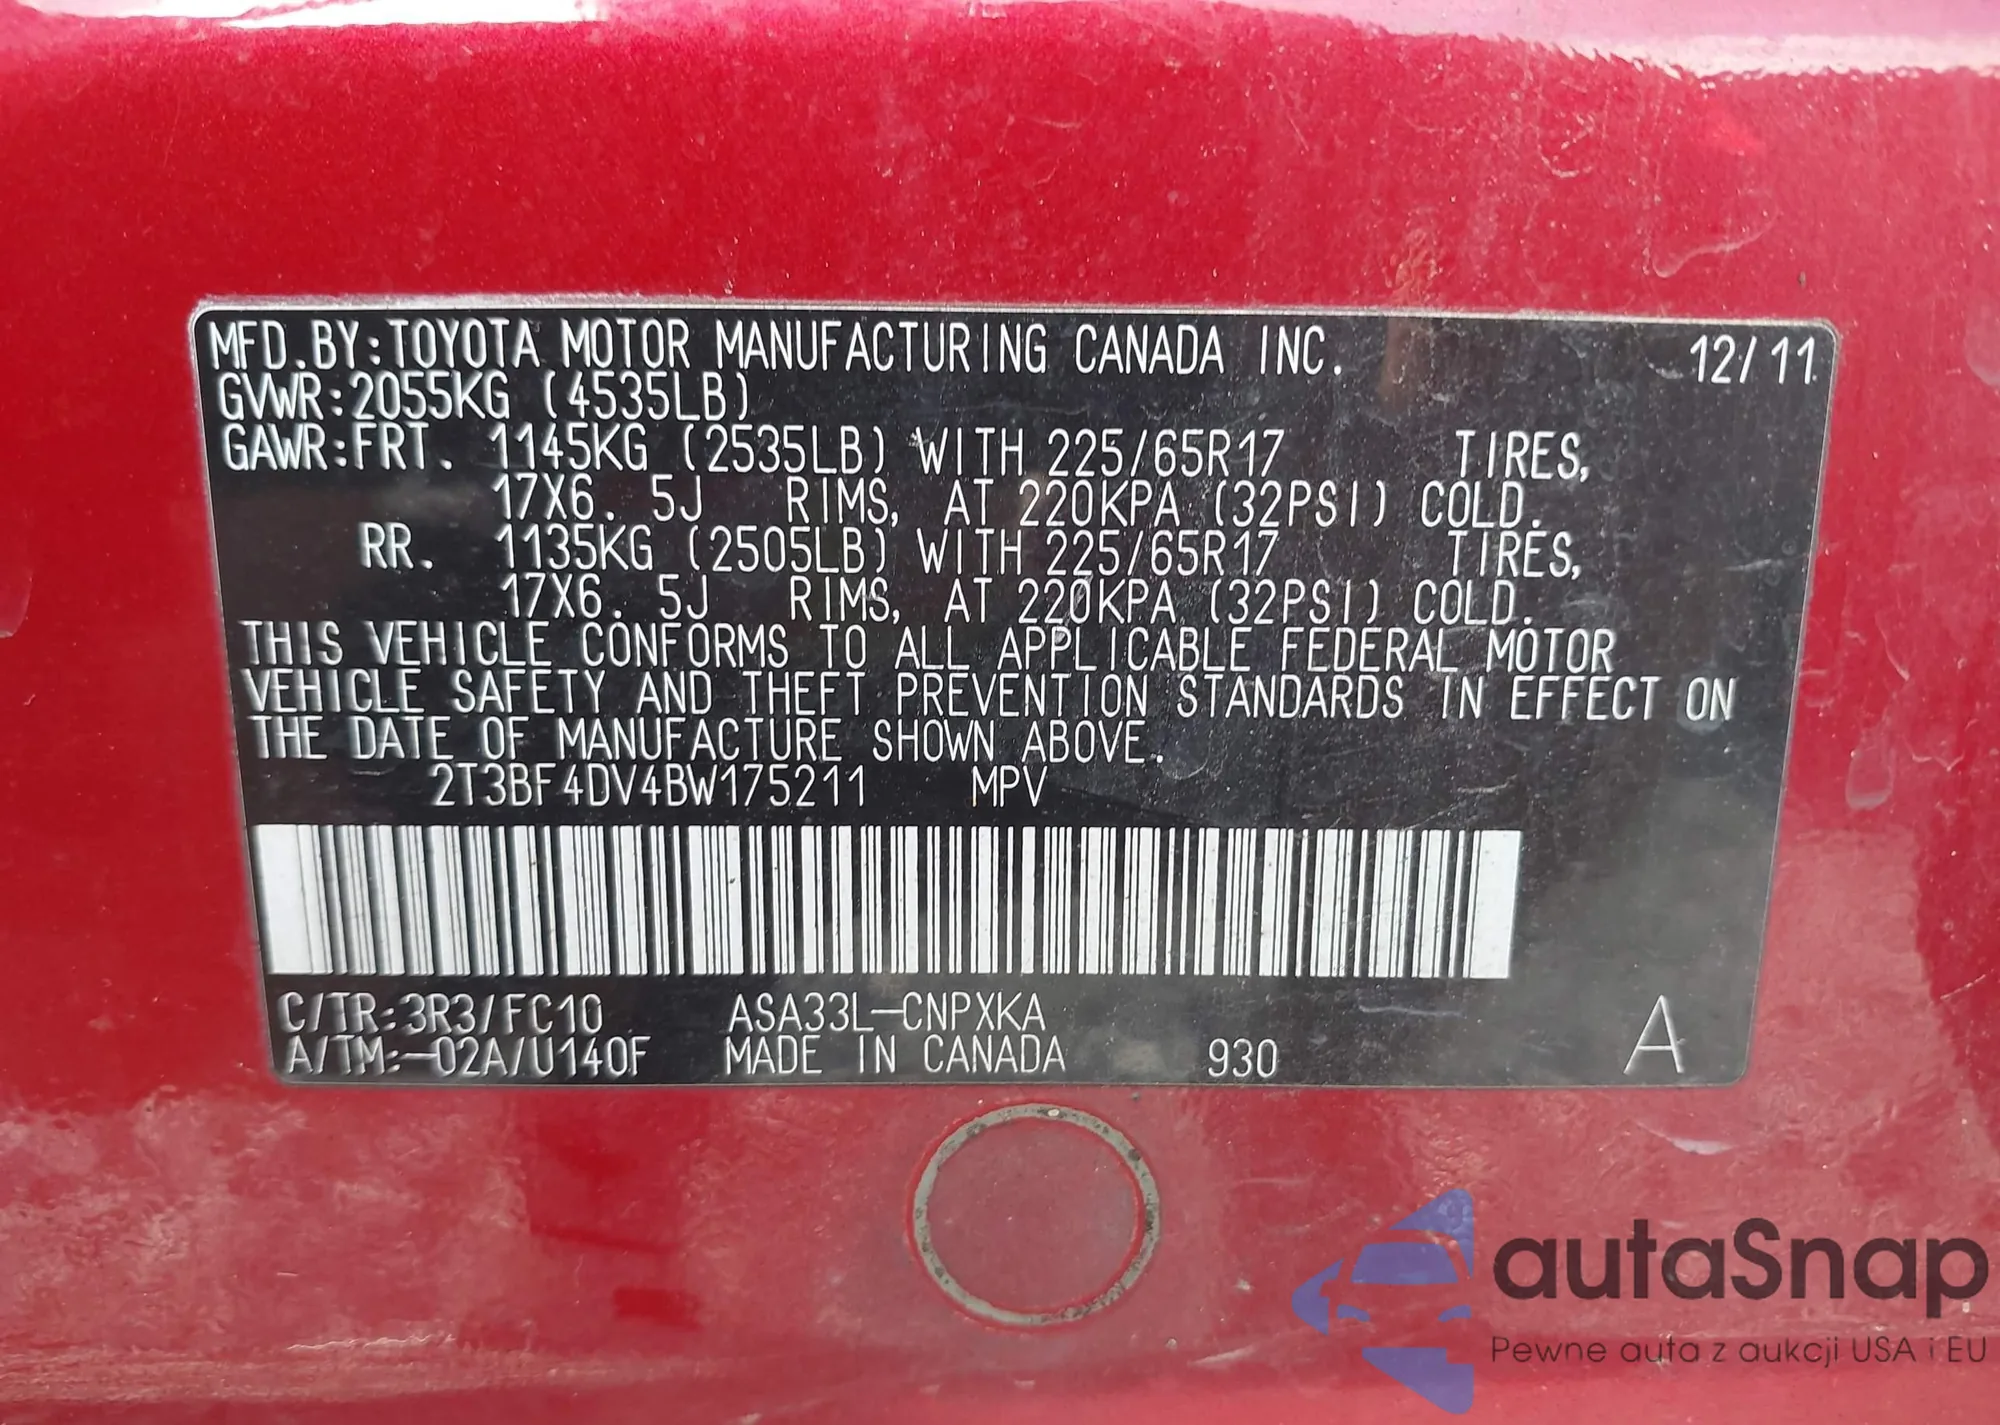 MFD.BY:TOYOTA MOTOR MANUFACTURING CANADA INC. 12/11
GVWR:2055KG (4535LB)
GAWR:FRT. 1145KG (2535LB) WITH 225/65R17 TIRES,
17X6. 5J RIMS, AT 220KPA (32PSI) COLD.
RR. 1135KG (2505LB) WITH 225/65R17 TIRES,
17X6. 5J RIMS, AT 220KPA (32PSI) COLD.
THIS VEHICLE CONFORMS TO ALL APPLICABLE FEDERAL MOTOR
VEHICLE SAFETY AND THEFT PREVENTION STANDARDS IN EFFECT ON
THE DATE OF MANUFACTURE SHOWN ABOVE.
2T3BF4DV4BW175211 MPV
C/TR:3R3/FC10 ASA33L-CNPXKA
A/TM:-02A/U140F MADE IN CANADA 930 A
autaSnap
Pewne auta z aukcji USA i EU